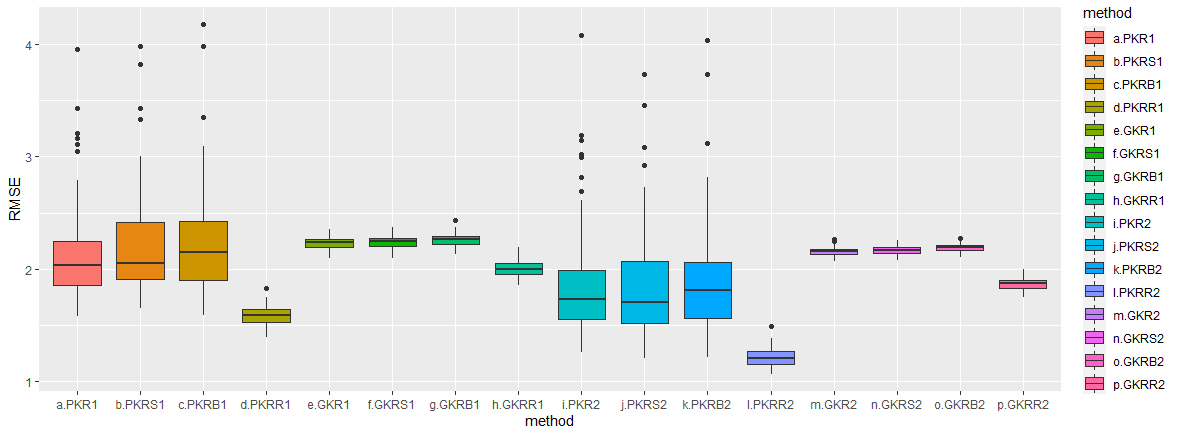 RMSE
4
3
2
1
a.PKR1 b.PKRS1 c.PKRB1 d.PKRR1 e.GKR1 f.GKRS1 g.GKRB1 h.GKRR1 i.PKR2 j.PKRS2 k.PKRB2 l.PKRR2 m.GKR2 n.GKRS2 o.GKRB2 p.GKRR2
method
method
a.PKR1
b.PKRS1
c.PKRB1
d.PKRR1
e.GKR1
f.GKRS1
g.GKRB1
h.GKRR1
i.PKR2
j.PKRS2
k.PKRB2
l.PKRR2
m.GKR2
n.GKRS2
o.GKRB2
p.GKRR2